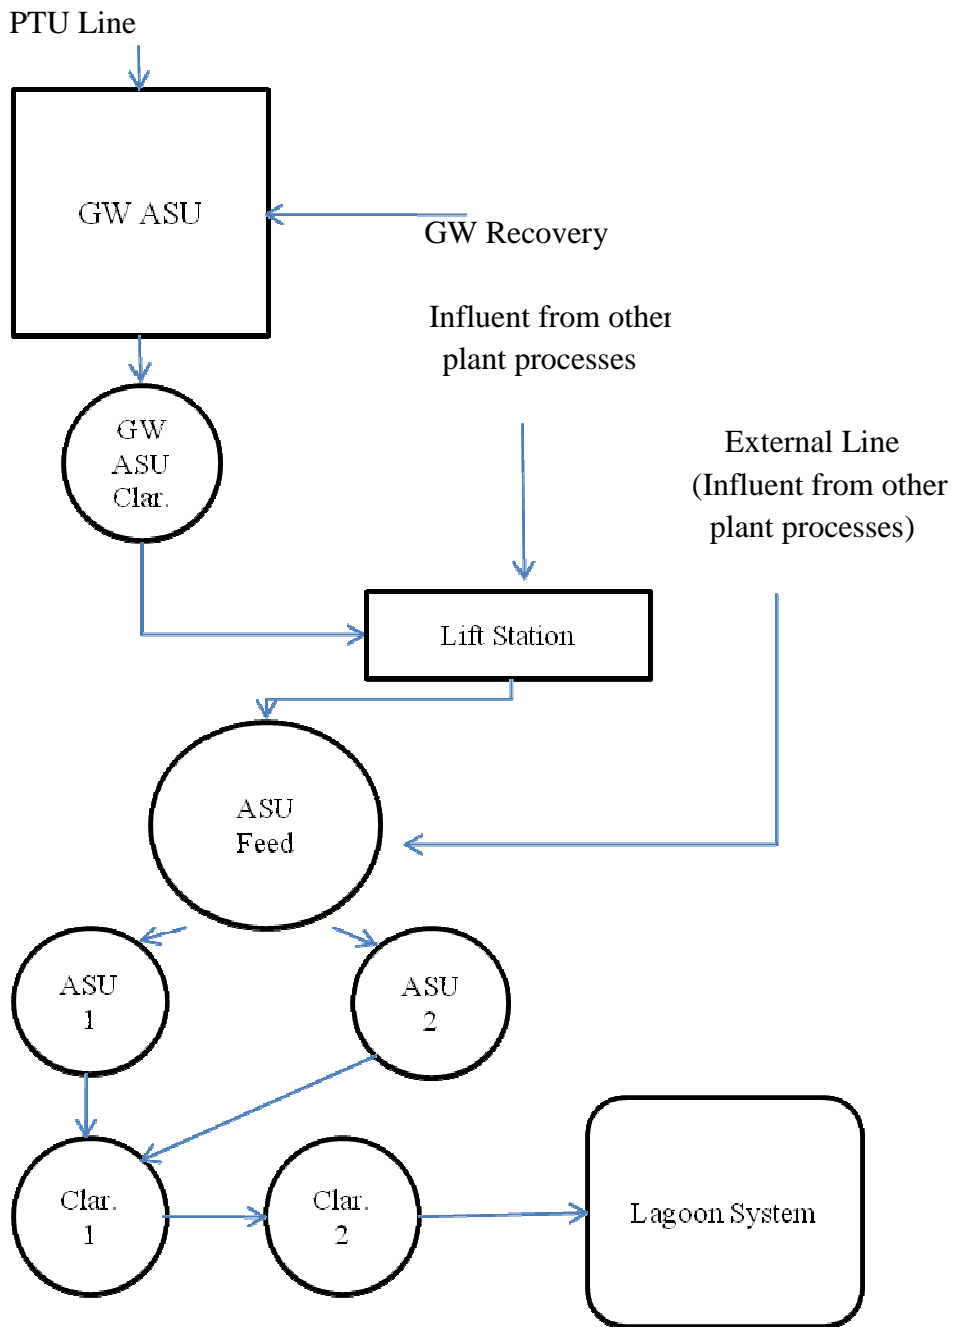 PTU Line
GW ASU
GW Recovery
Influent from other
plant processes
GW
ASU
Clar.
External Line
(Influent from other
plant processes)
Lift Station
ASU
Feed
ASU
1
ASU
2
Clar.
1
Clar.
2
Lagoon System